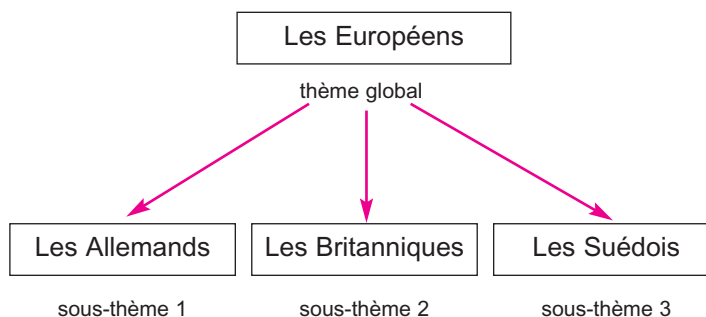 Les Européens
thème global
Les Allemands
Les Britanniques
Les Suédois
sous-thème 1
sous-thème 2
sous-thème 3